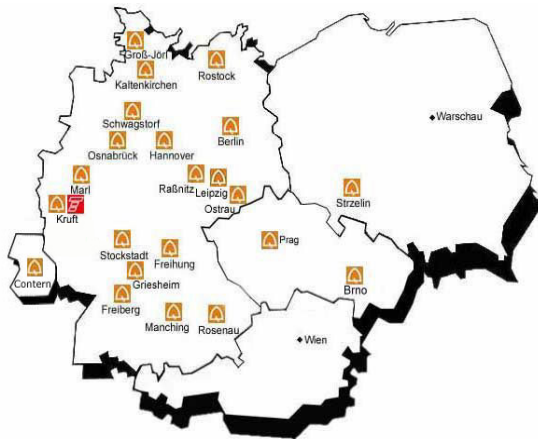 Groß-Jörl
Kaltenkirchen
Rostock
Schwagstorf
Osnabrück
Hannover
Berlin
Warschau
Marl
Raßnitz
Leipzig
Ostrau
Strzelin
Kruft
Stockstadt
Freihung
Prag
Contern
Griesheim
Brno
Freiberg
Manching
Rosenau
Wien